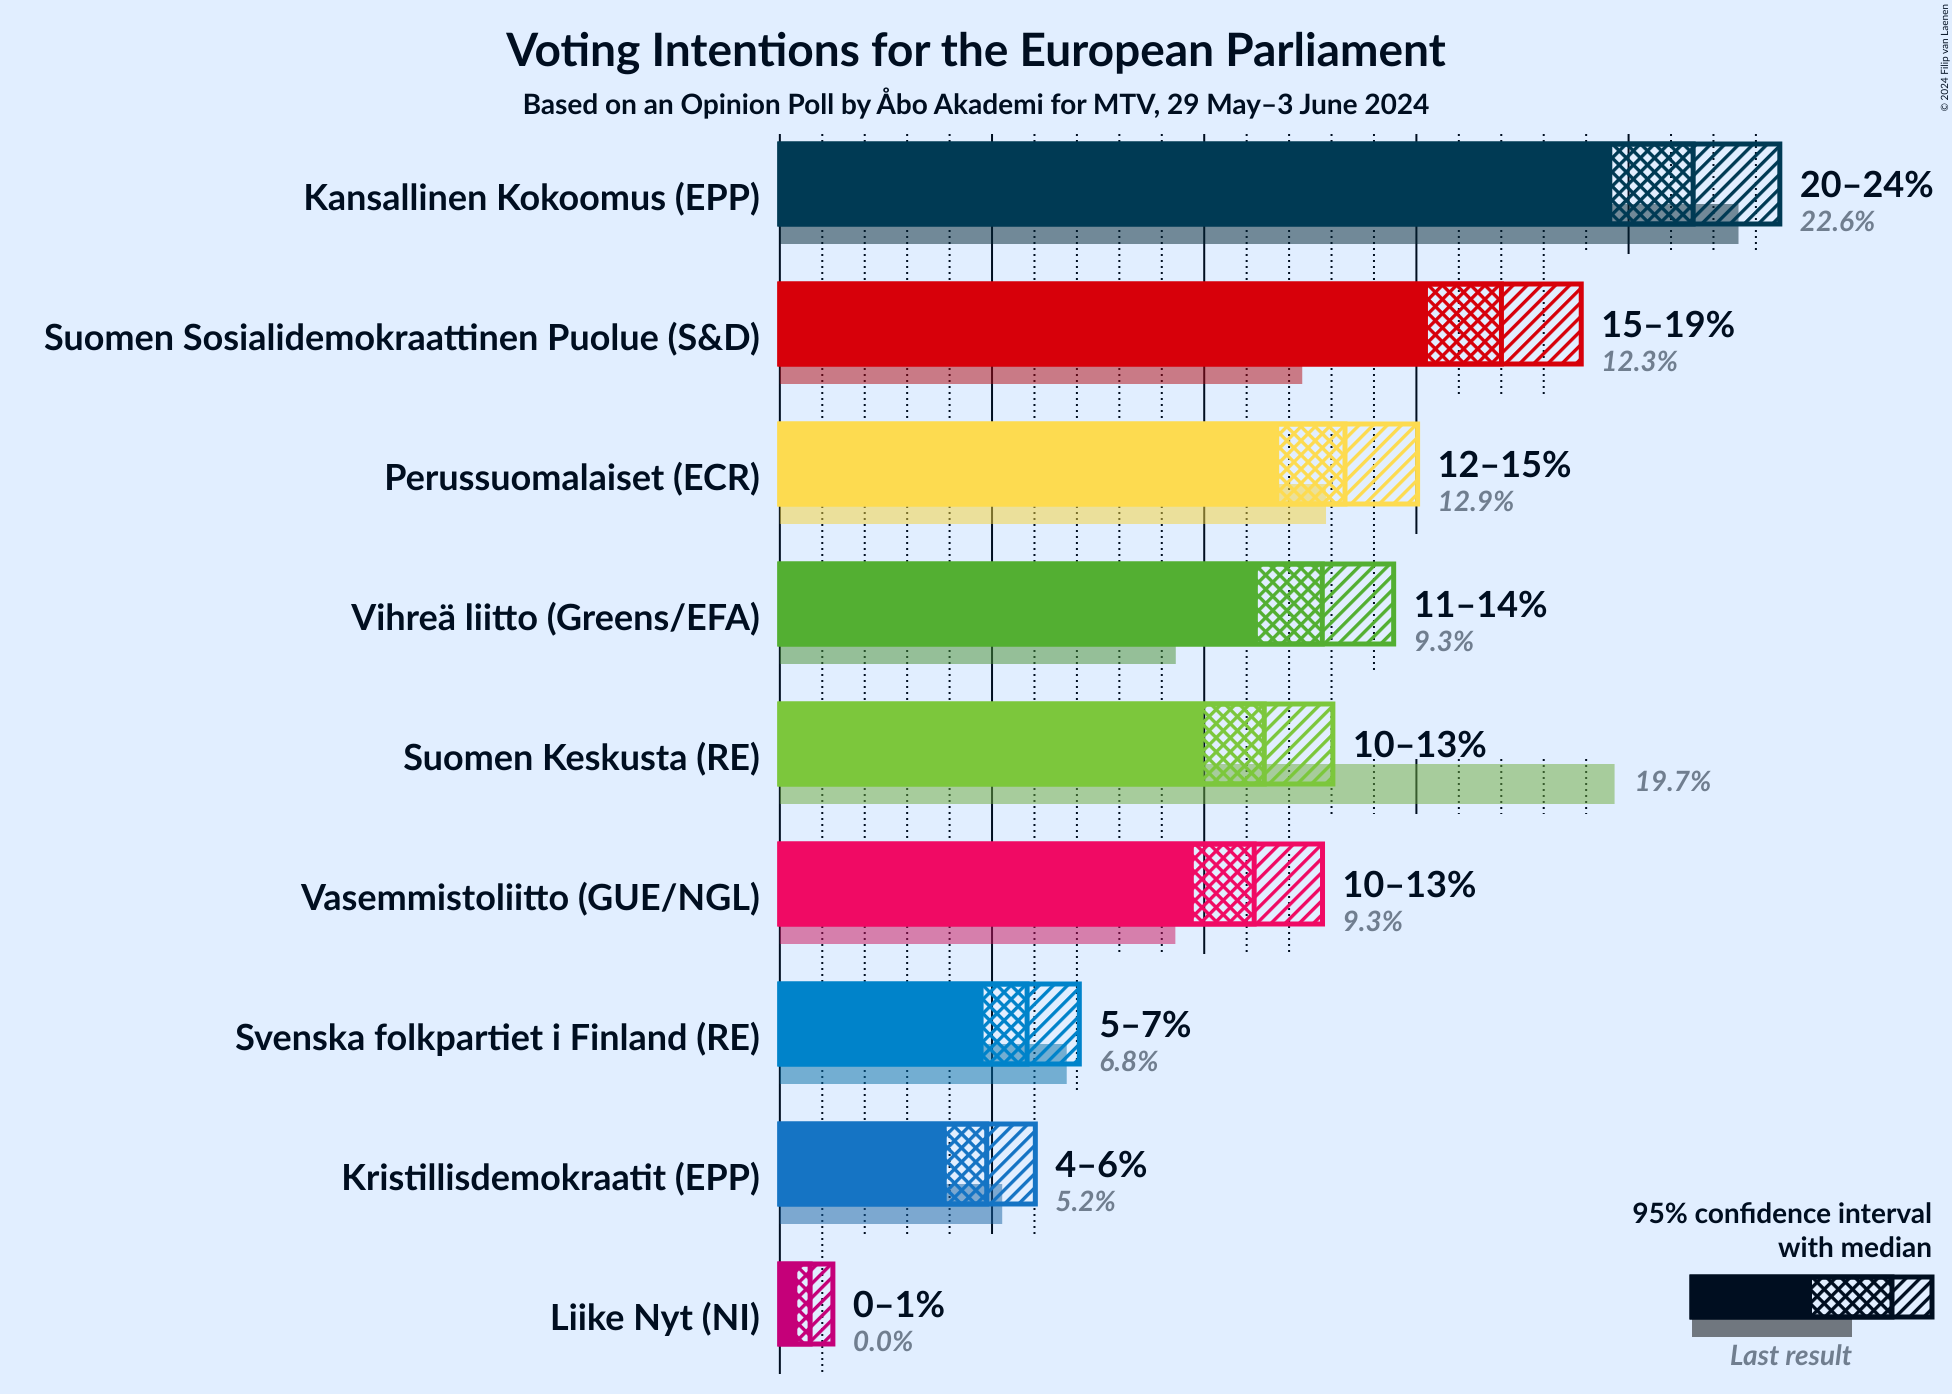 Voting Intentions for the European Parliament
Based on an Opinion Poll by Åbo Akademi for MTV, 29 May–3 June 2024
© 2024 Filip van Laenen
Kansallinen Kokoomus (EPP)
20–24%
22.6%
Suomen Sosialidemokraattinen Puolue (S&D)
15–19%
12.3%
Perussuomalaiset (ECR)
12–15%
12.9%
Vihreä liitto (Greens/EFA)
11–14%
9.3%
Suomen Keskusta (RE)
10–13%
19.7%
Vasemmistoliitto (GUE/NGL)
10–13%
9.3%
Svenska folkpartiet i Finland (RE)
5–7%
6.8%
Kristillisdemokraatit (EPP)
4–6%
5.2%
Liike Nyt (NI)
0–1%
0.0%
95% confidence interval
with median
Last result